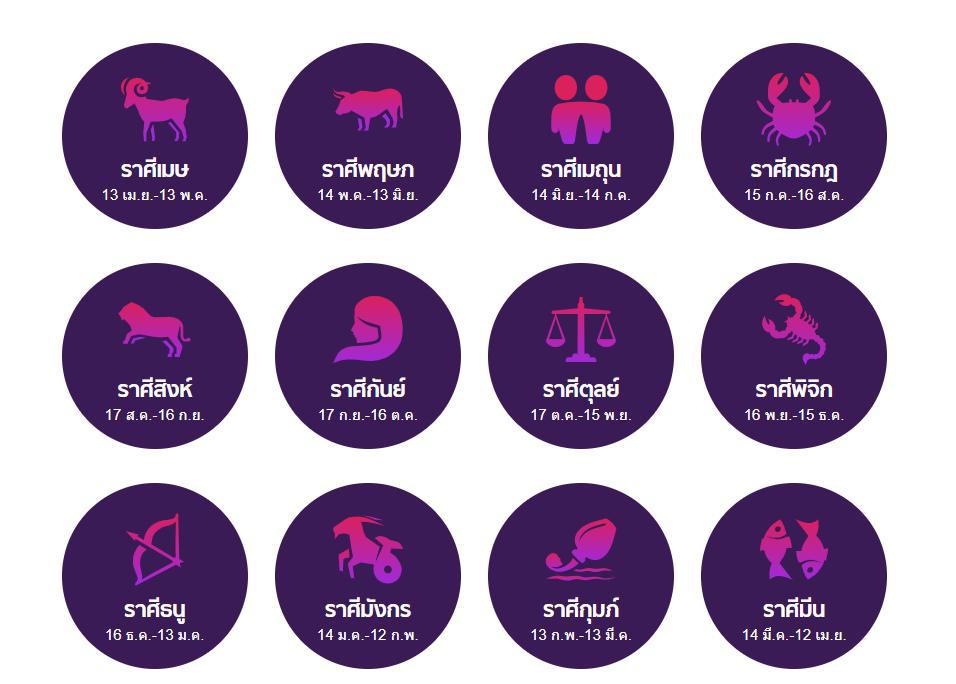 ราศีเมษ
13 เม.ย.-13 พ.ค.
ราศีพฤษภ
14 พ.ค.-13 มิ.ย.
ราศีเมถุน
14 มิ.ย.-14 ก.ค.
ราศีกรกฎ
15 ก.ค.-16 ส.ค.
ราศีสิงห์
17 ส.ค.-16 ก.ย.
ราศีกันย์
17 ก.ย.-16 ต.ค.
ราศีตุลย์
17 ต.ค.-15 พ.ย.
ราศีพิจิก
16 พ.ย.-15 ธ.ค.
ราศีธนู
16 ธ.ค.-13 ม.ค.
ราศีมังกร
14 ม.ค.-12 ก.พ.
ราศีกุมภ์
13 ก.พ.-13 มี.ค.
ราศีมีน
14 มี.ค.-12 เม.ย.